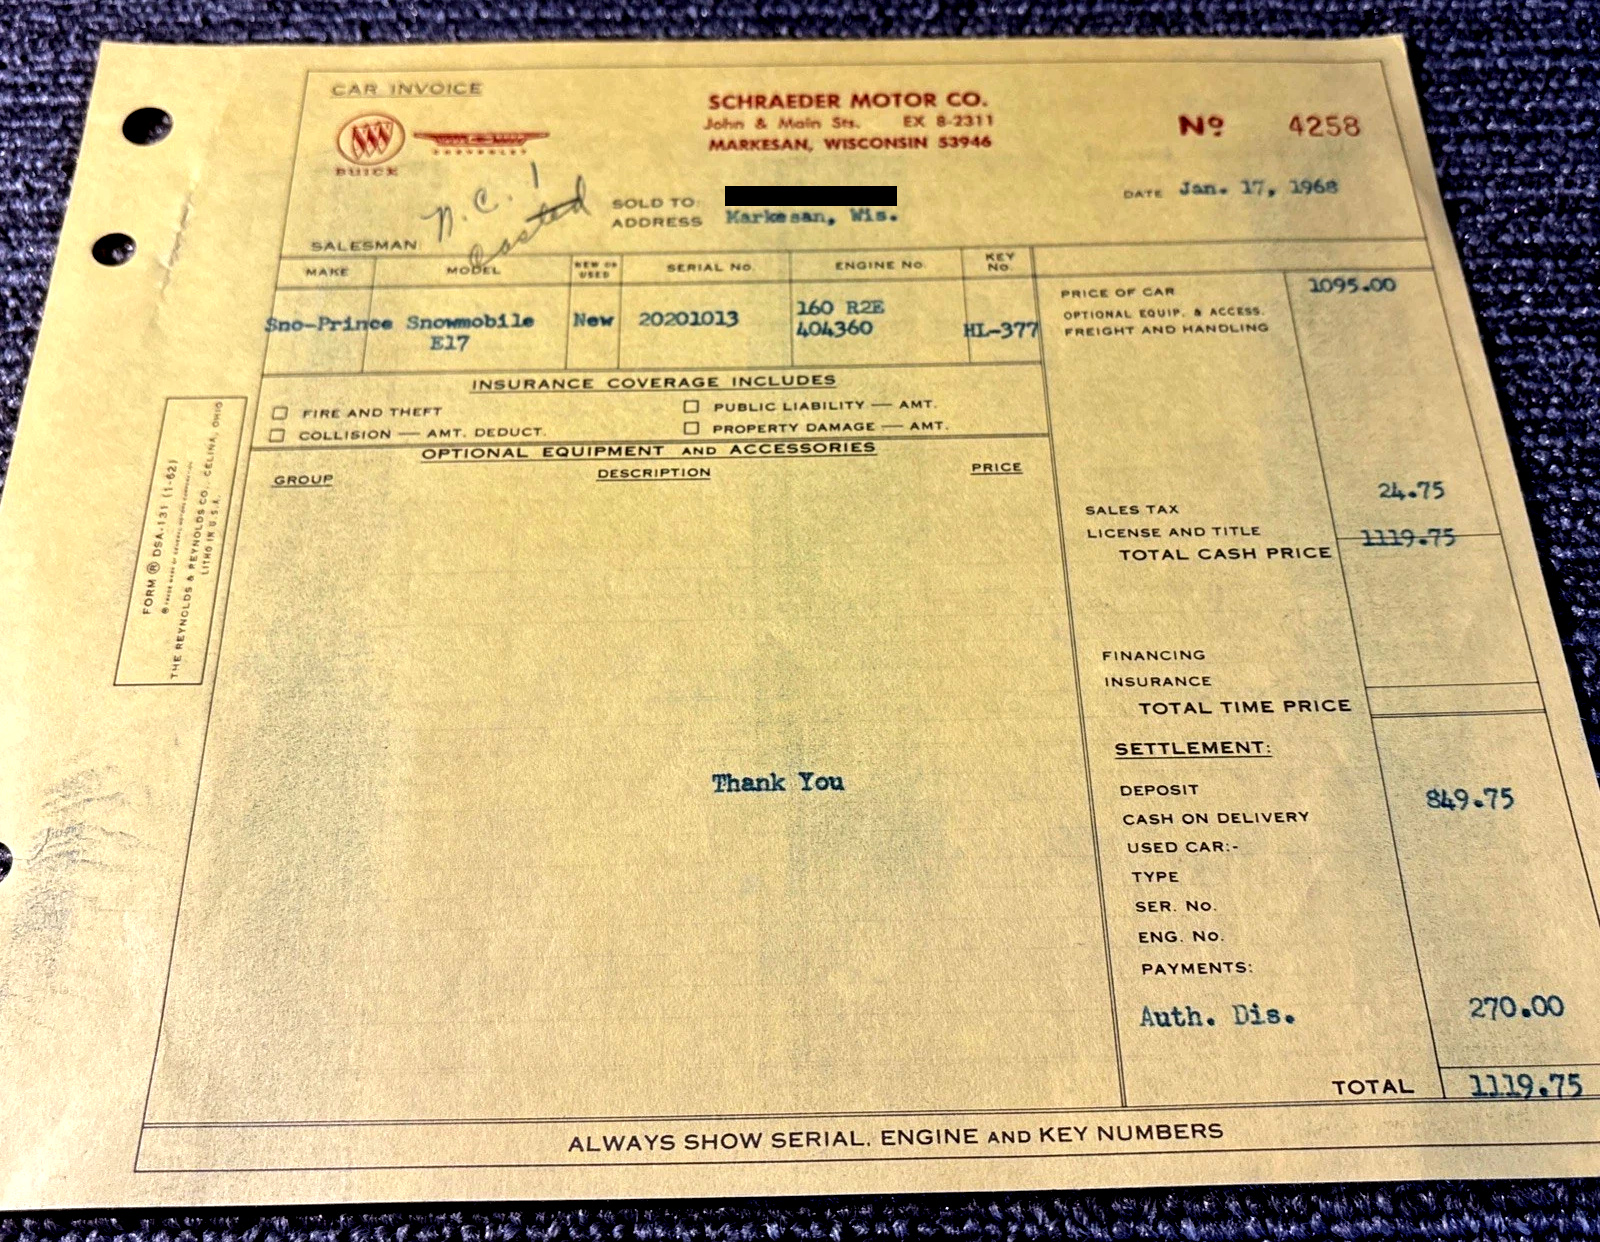 CAR INVOICE
BUICK
CHEVROLET
SCHRAEDER MOTOR CO.
John & Main Sts. EX 8-2311
MARKESAN, WISCONSIN 53946
Nº 4258
n.c.!
Costed
SOLD TO:
ADDRESS Markesan, Wis.
DATE Jan. 17, 1968
SALESMAN:
MAKE MODEL NEW OR USED SERIAL NO. ENGINE NO. KEY NO.
Sno-Prince Snowmobile New 20201013 160 R2E
E17 404360 HL-377
PRICE OF CAR 1095.00
OPTIONAL EQUIP. & ACCESS.
FREIGHT AND HANDLING
INSURANCE COVERAGE INCLUDES
FIRE AND THEFT PUBLIC LIABILITY — AMT.
COLLISION — AMT. DEDUCT. PROPERTY DAMAGE — AMT.
OPTIONAL EQUIPMENT AND ACCESSORIES
GROUP DESCRIPTION PRICE
24.75
SALES TAX
LICENSE AND TITLE
TOTAL CASH PRICE 1119.75
FINANCING
INSURANCE
TOTAL TIME PRICE
SETTLEMENT:
Thank You
DEPOSIT 849.75
CASH ON DELIVERY
USED CAR:-
TYPE
SER. No.
ENG. No.
PAYMENTS:
Auth. Dis. 270.00
TOTAL 1119.75
ALWAYS SHOW SERIAL, ENGINE AND KEY NUMBERS
FORM ® DSA-131 (1-62)
THE REYNOLDS & REYNOLDS CO., CELINA, OHIO
LITHO IN U.S.A.